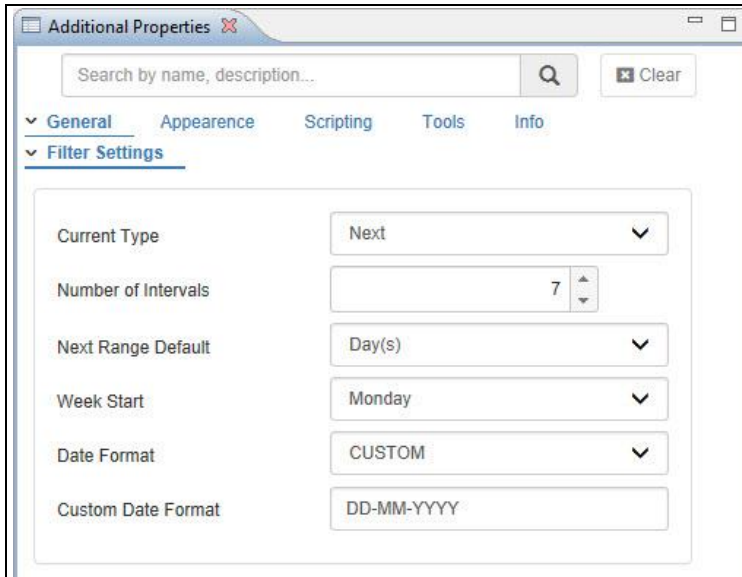 Additional Properties
Search by name, description...
Clear
General Appearence Scripting Tools Info
Filter Settings
Current Type Next
Number of Intervals 7
Next Range Default Day(s)
Week Start Monday
Date Format CUSTOM
Custom Date Format DD-MM-YYYY